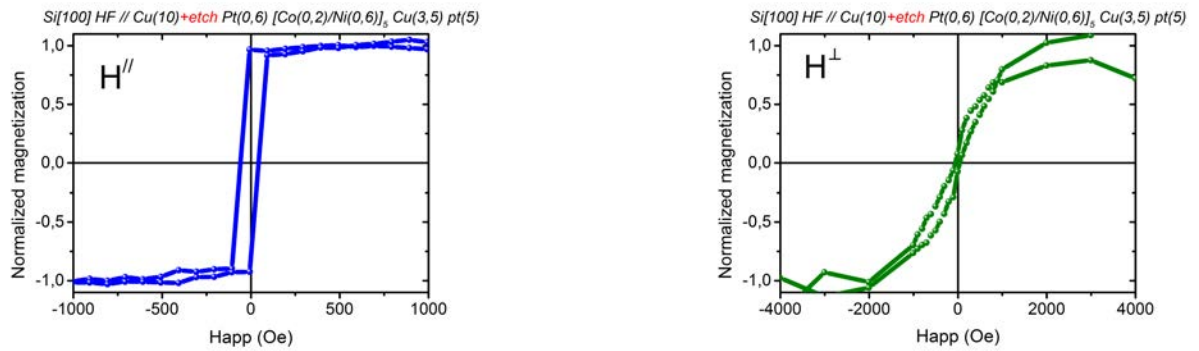 Si[100] HF // Cu(10)+etch Pt(0,6) [Co(0,2)/Ni(0,6)]₅ Cu(3,5) pt(5)
H//
1,0
0,5
0,0
-0,5
-1,0
Normalized magnetization
-1000
-500
0
500
1000
Happ (Oe)
Si[100] HF // Cu(10)+etch Pt(0,6) [Co(0,2)/Ni(0,6)]₅ Cu(3,5) pt(5)
H⊥
1,0
0,5
0,0
-0,5
-1,0
Normalized magnetization
-4000
-2000
0
2000
4000
Happ (Oe)